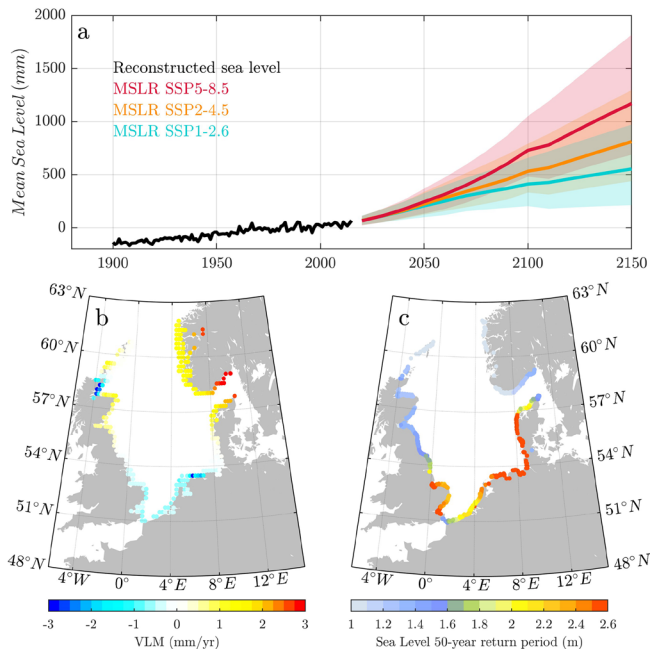 2000
a
1500
1000
500
0
Mean Sea Level (mm)
Reconstructed sea level
MSLR SSP5-8.5
MSLR SSP2-4.5
MSLR SSP1-2.6
1900 1950 2000 2050 2100 2150
63°N b c 63°N
60°N 60°N
57°N 57°N
54°N 54°N
51°N 51°N
48°N 48°N
4°W 0° 4°E 8°E 12°E 4°W 0° 4°E 8°E 12°E
-3 -2 -1 0 1 2 3
VLM (mm/yr)
1 1.2 1.4 1.6 1.8 2 2.2 2.4 2.6
Sea Level 50-year return period (m)